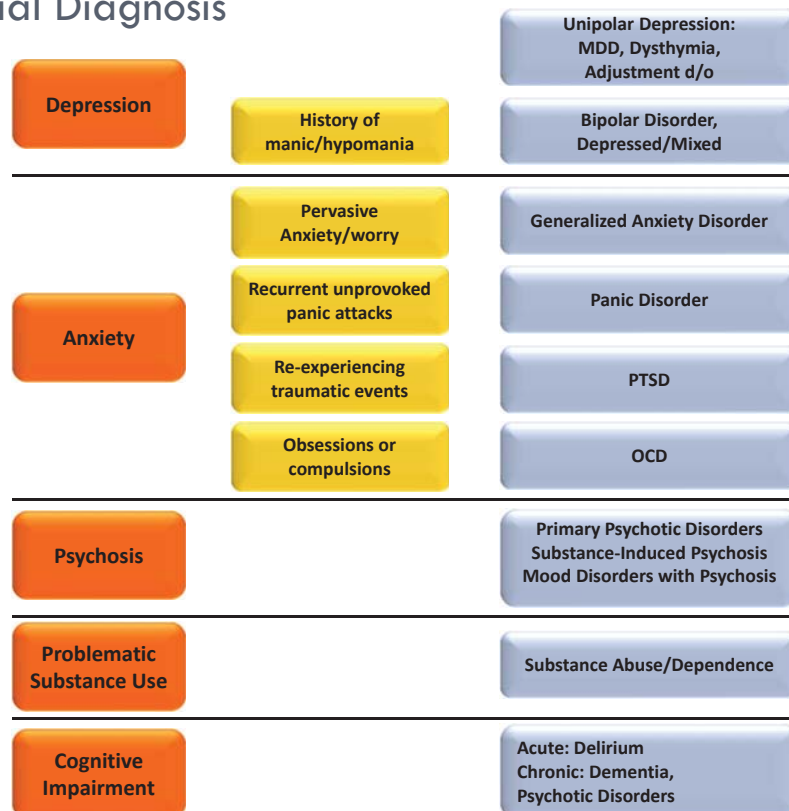 ial Diagnosis
Depression
History of
manic/hypomania
Unipolar Depression:
MDD, Dysthymia,
Adjustment d/o
Bipolar Disorder,
Depressed/Mixed
Anxiety
Pervasive
Anxiety/worry
Generalized Anxiety Disorder
Recurrent unprovoked
panic attacks
Panic Disorder
Re-experiencing
traumatic events
PTSD
Obsessions or
compulsions
OCD
Psychosis
Primary Psychotic Disorders
Substance-Induced Psychosis
Mood Disorders with Psychosis
Problematic
Substance Use
Substance Abuse/Dependence
Cognitive
Impairment
Acute: Delirium
Chronic: Dementia,
Psychotic Disorders